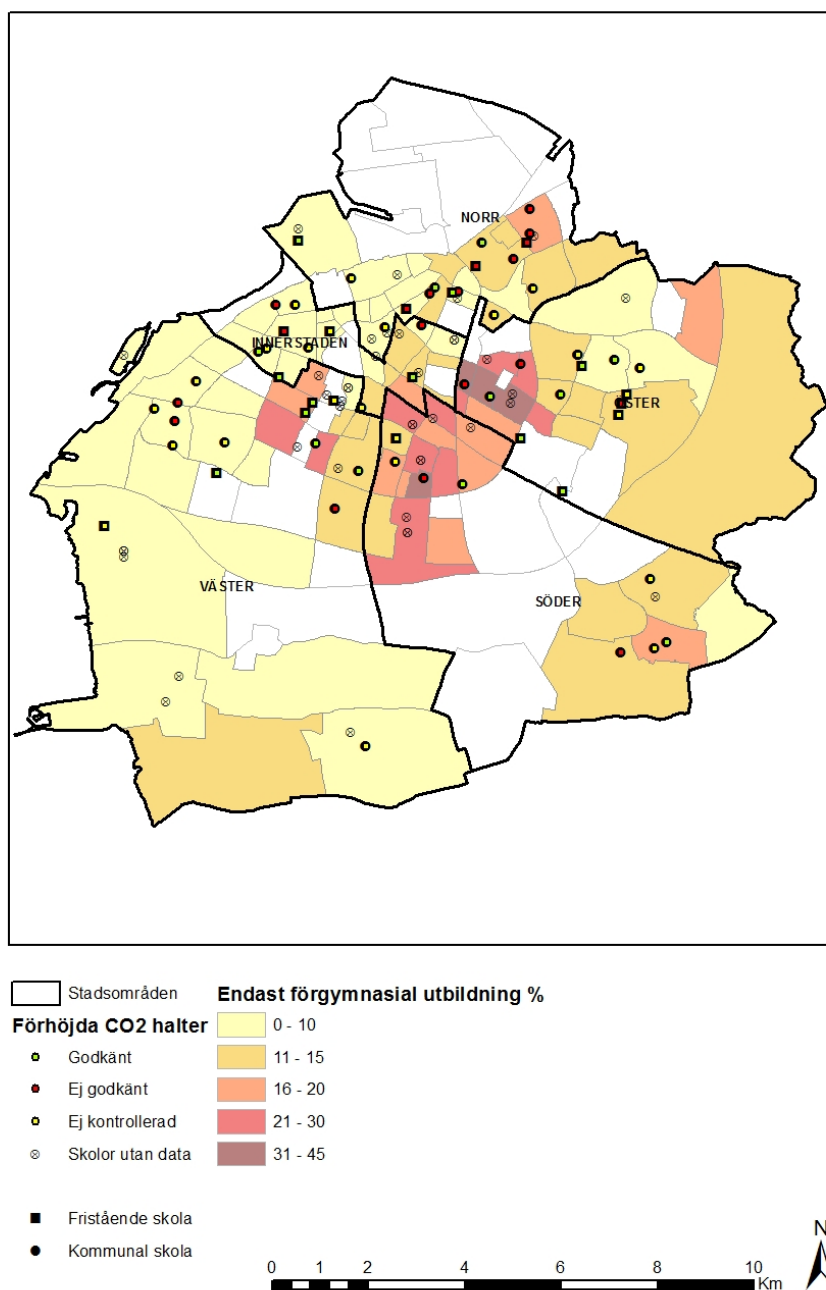 NORR
INNERSTADEN
ÖSTER
VÄSTER
SÖDER
Stadsområden
Endast förgymnasial utbildning %
Förhöjda CO2 halter
0 - 10
Godkänt
11 - 15
Ej godkänt
16 - 20
Ej kontrollerad
21 - 30
Skolor utan data
31 - 45
Fristående skola
Kommunal skola
N
0 1 2 4 6 8 10
Km